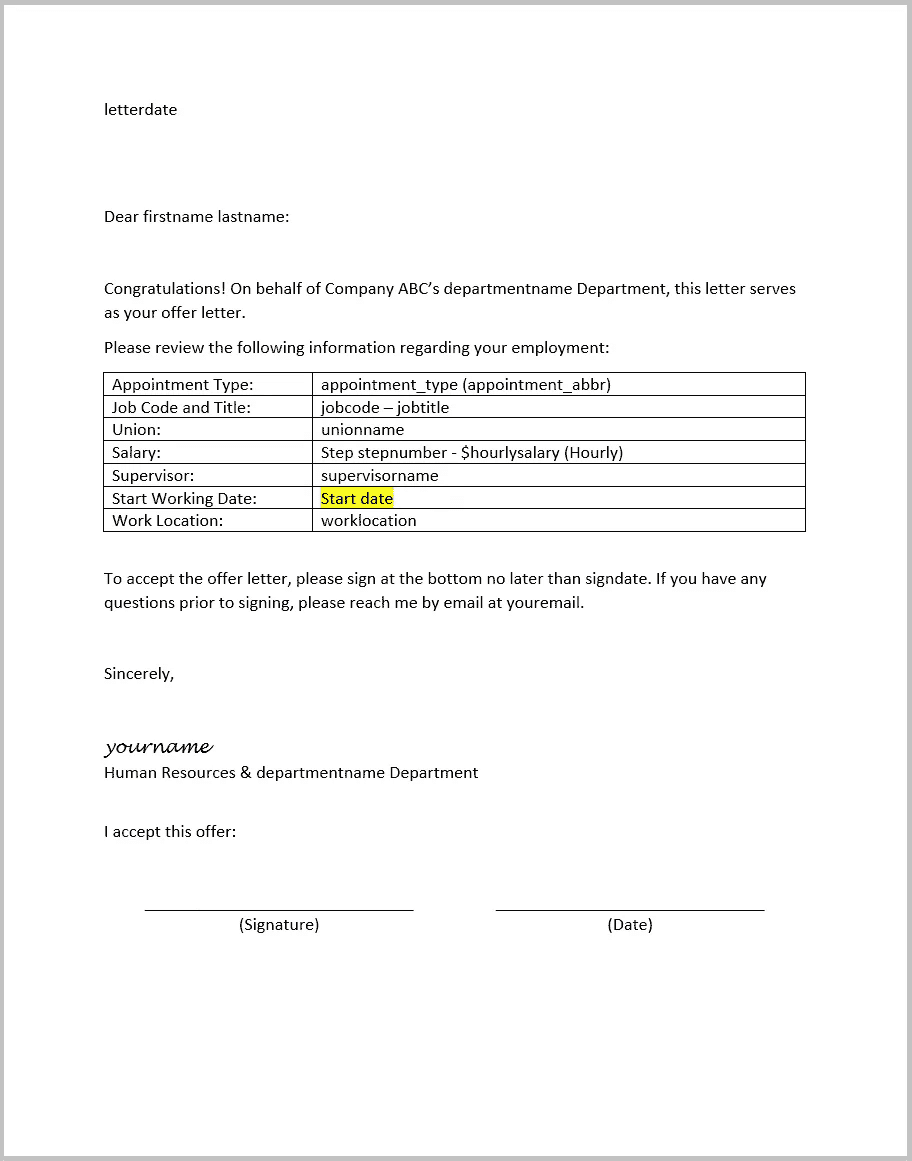 letterdate
Dear firstname lastname:
Congratulations! On behalf of Company ABC’s departmentname Department, this letter serves
as your offer letter.
Please review the following information regarding your employment:
Appointment Type: appointment_type (appointment_abbr)
Job Code and Title: jobcode – jobtitle
Union: unionname
Salary: Step stepnumber - $hourlysalary (Hourly)
Supervisor: supervisorname
Start Working Date: Start date
Work Location: worklocation
To accept the offer letter, please sign at the bottom no later than signdate. If you have any
questions prior to signing, please reach me by email at youremail.
Sincerely,
yourname
Human Resources & departmentname Department
I accept this offer:
(Signature) (Date)